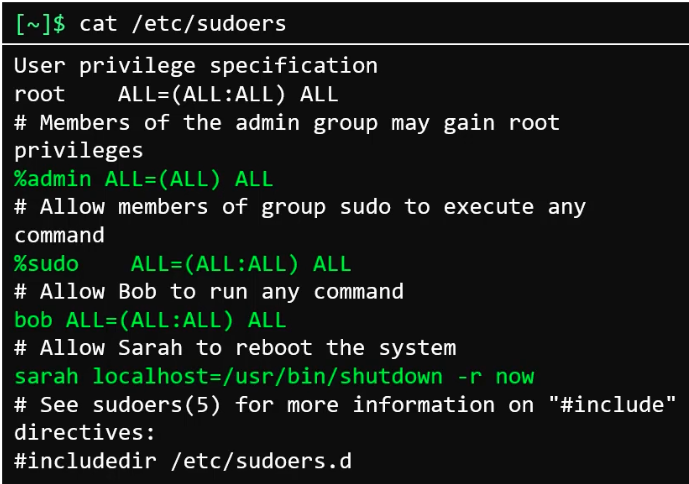 [~]$ cat /etc/sudoers
User privilege specification
root    ALL=(ALL:ALL) ALL
# Members of the admin group may gain root
privileges
%admin ALL=(ALL) ALL
# Allow members of group sudo to execute any
command
%sudo    ALL=(ALL:ALL) ALL
# Allow Bob to run any command
bob ALL=(ALL:ALL) ALL
# Allow Sarah to reboot the system
sarah localhost=/usr/bin/shutdown -r now
# See sudoers(5) for more information on "#include"
directives:
#includedir /etc/sudoers.d